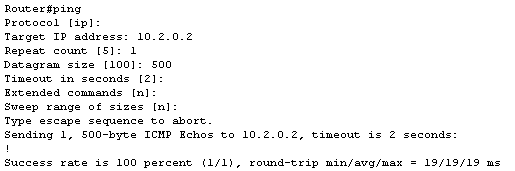 Router#ping
Protocol [ip]:
Target IP address: 10.2.0.2
Repeat count [5]: 1
Datagram size [100]: 500
Timeout in seconds [2]:
Extended commands [n]:
Sweep range of sizes [n]:
Type escape sequence to abort.
Sending 1, 500-byte ICMP Echos to 10.2.0.2, timeout is 2 seconds:
!
Success rate is 100 percent (1/1), round-trip min/avg/max = 19/19/19 ms